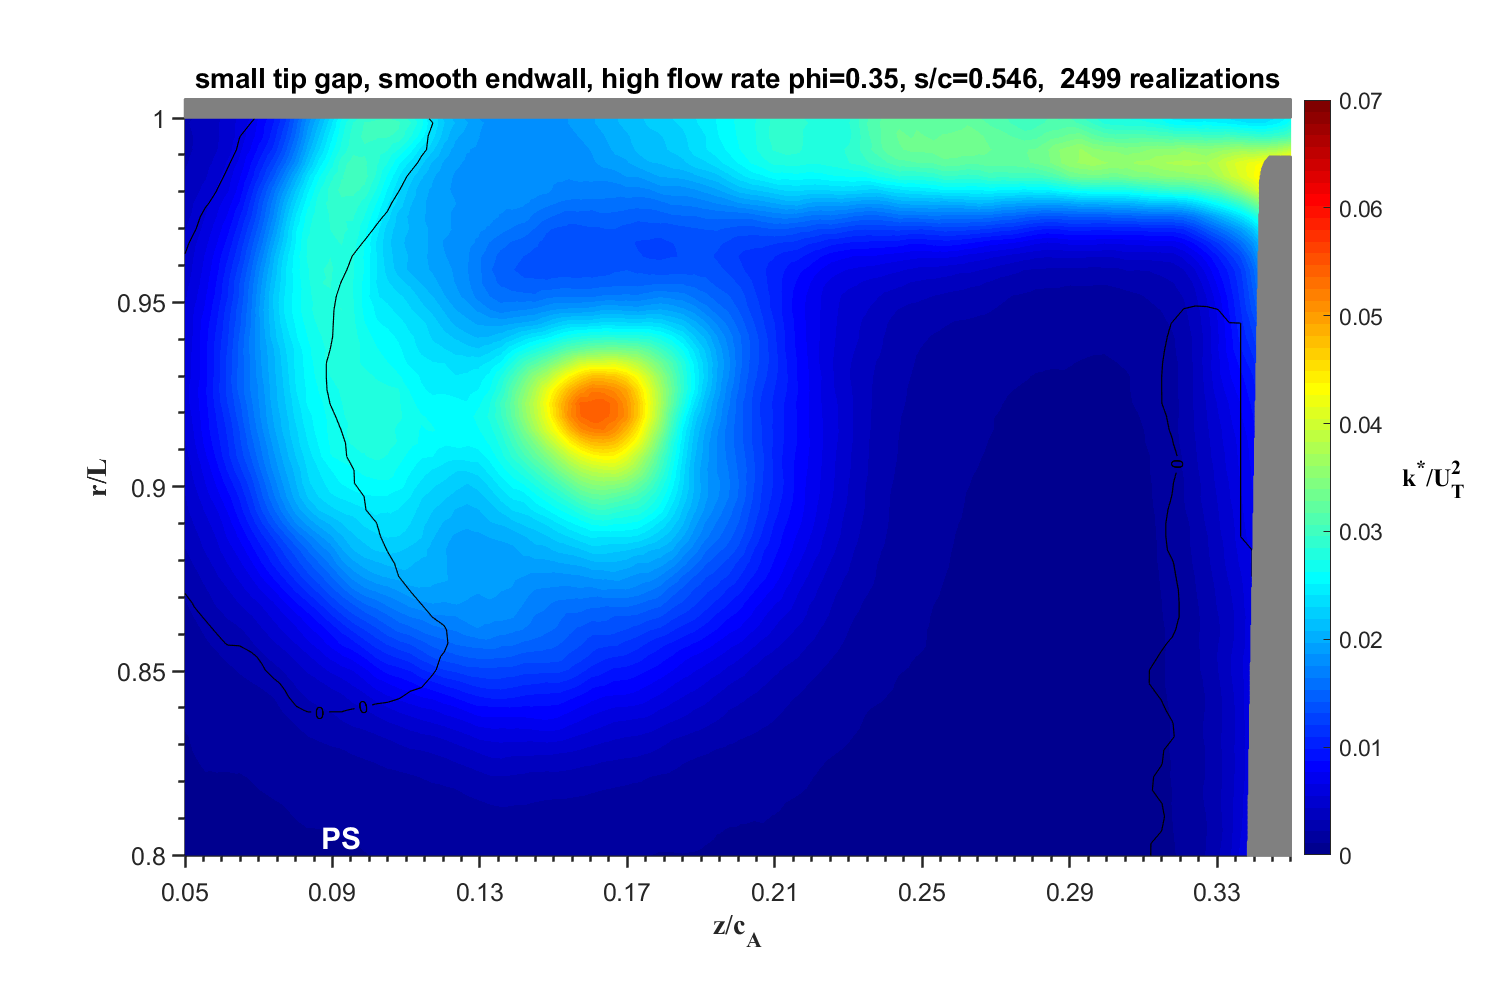 small tip gap, smooth endwall, high flow rate phi=0.35, s/c=0.546, 2499 realizations
1
0.95
0.9
0.85
0.8
r/L
0
0
0
PS
0.05 0.09 0.13 0.17 0.21 0.25 0.29 0.33
z/c_A
0.07
0.06
0.05
0.04
0.03
0.02
0.01
0
k*/U_T^2